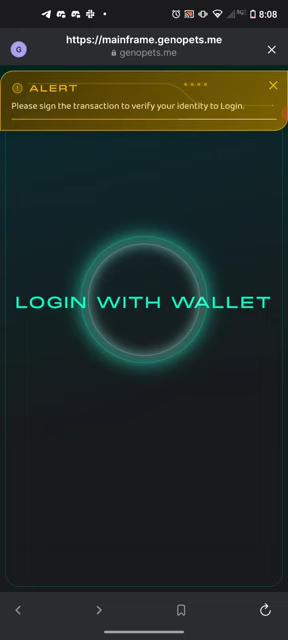 8:08
https://mainframe.genopets.me
G
genopets.me
ALERT
Please sign the transaction to verify your identity to Login.
LOGIN WITH WALLET